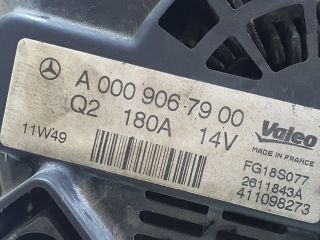 A 000 906 79 00
Q2 180A 14V
11W49
Valeo
MADE IN FRANCE
FG18S077
2611843A
411098273